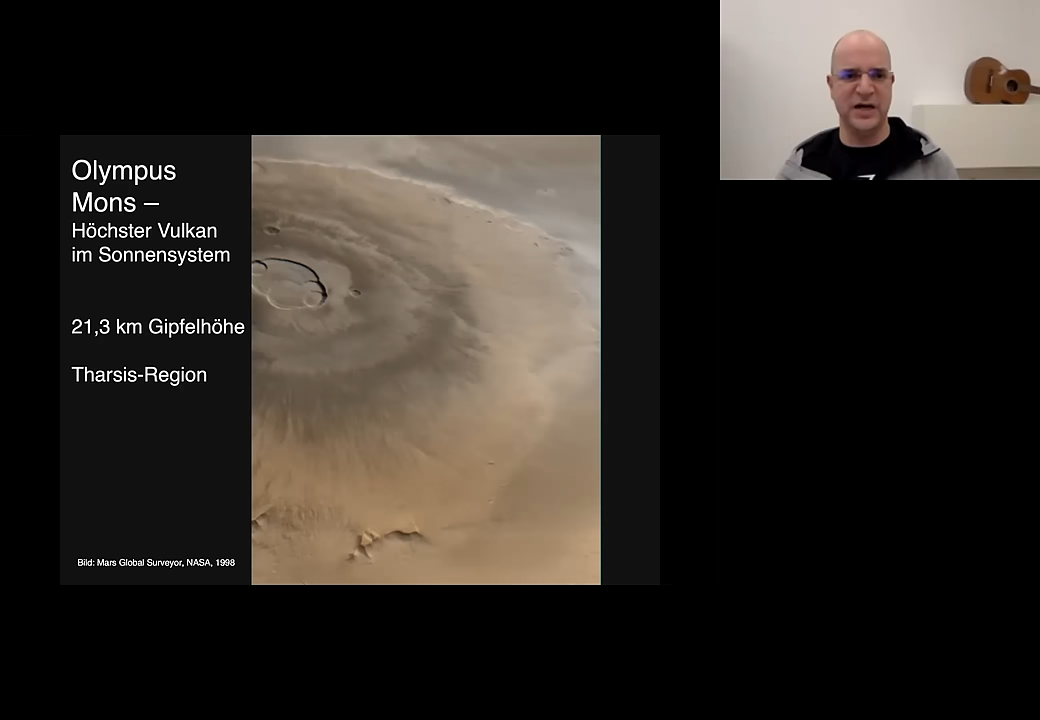 Olympus
Mons –
Höchster Vulkan
im Sonnensystem
21,3 km Gipfelhöhe
Tharsis-Region
Bild: Mars Global Surveyor, NASA, 1998